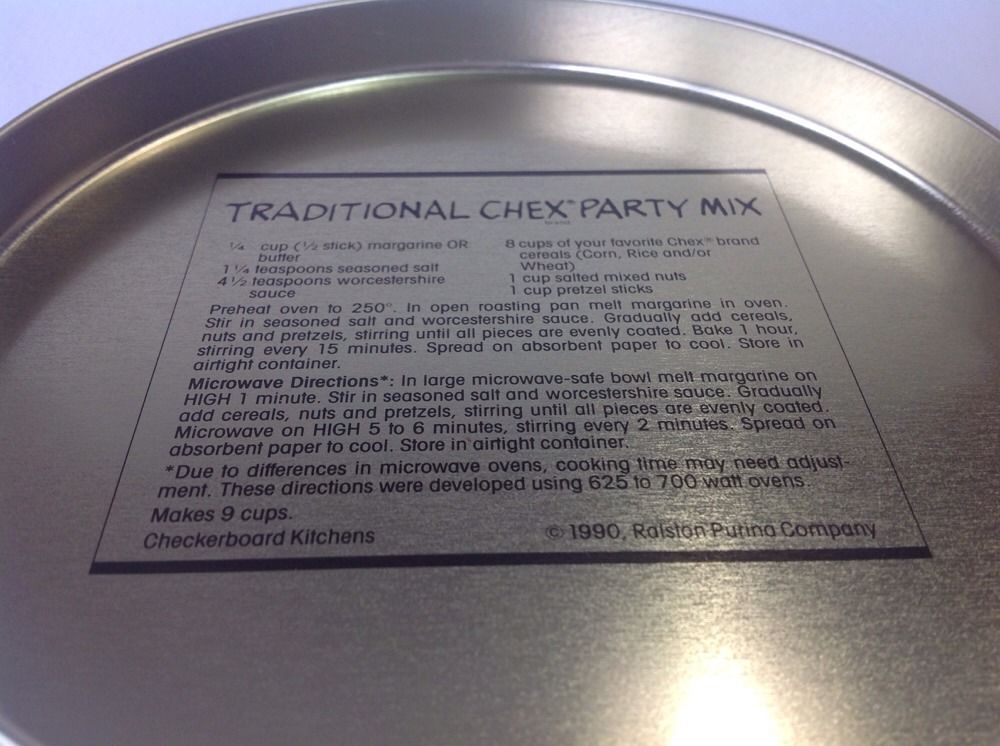 TRADITIONAL CHEX™ PARTY MIX
brand
¼ cup (½ stick) margarine OR
butter
1 ¼ teaspoons seasoned salt
4 ½ teaspoons worcestershire
sauce
8 cups of your favorite Chex™ brand
cereals (Corn, Rice and/or
Wheat)
1 cup salted mixed nuts
1 cup pretzel sticks
Preheat oven to 250°. In open roasting pan melt margarine in oven.
Stir in seasoned salt and worcestershire sauce. Gradually add cereals,
nuts and pretzels, stirring until all pieces are evenly coated. Bake 1 hour,
stirring every 15 minutes. Spread on absorbent paper to cool. Store in
airtight container.
Microwave Directions*: In large microwave-safe bowl melt margarine on
HIGH 1 minute. Stir in seasoned salt and worcestershire sauce. Gradually
add cereals, nuts and pretzels, stirring until all pieces are evenly coated.
Microwave on HIGH 5 to 6 minutes, stirring every 2 minutes. Spread on
absorbent paper to cool. Store in airtight container.
*Due to differences in microwave ovens, cooking time may need adjust-
ment. These directions were developed using 625 to 700 watt ovens.
Makes 9 cups.
Checkerboard Kitchens
© 1990, Ralston Purina Company